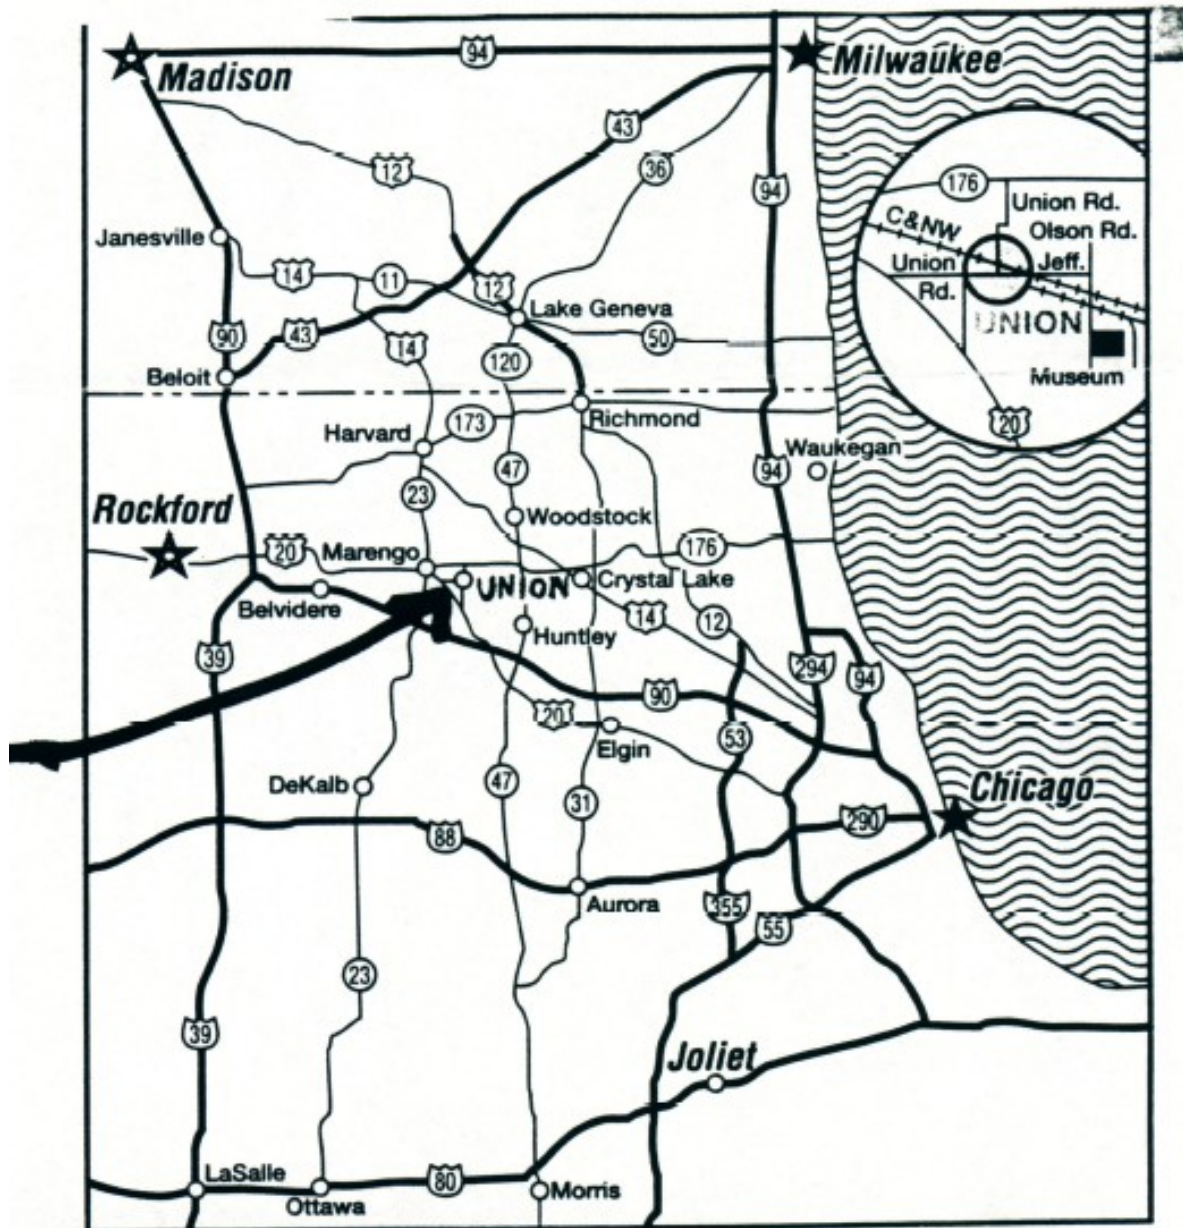 94
Madison
Milwaukee
43
12
36
94
176
Union Rd.
C&NW
Olson Rd.
Union
Jeff.
Rd.
UNION
Museum
20
Janesville
14
11
12
Lake Geneva
90
43
14
120
50
Beloit
Richmond
173
Harvard
Waukegan
47
94
23
Rockford
Woodstock
20
Marengo
176
UNION
Crystal Lake
Belvidere
14
12
Huntley
39
294
94
90
20
53
Elgin
DeKalb
47
31
Chicago
290
88
Aurora
355
55
23
39
Joliet
LaSalle
80
Ottawa
Morris